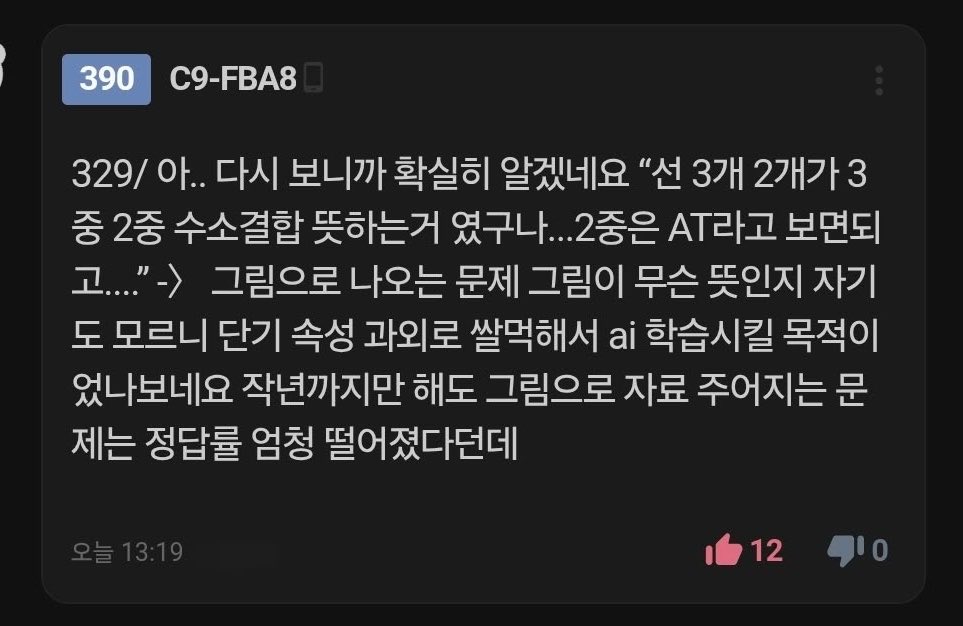 390 C9-FBA8
329/ 아.. 다시 보니까 확실히 알겠네요 “선 3개 2개가 3
중 2중 수소결합 뜻하는거 였구나...2중은 AT라고 보면되
고....” -〉 그림으로 나오는 문제 그림이 무슨 뜻인지 자기
도 모르니 단기 속성 과외로 쌀먹해서 ai 학습시킬 목적이
었나보네요 작년까지만 해도 그림으로 자료 주어지는 문
제는 정답률 엄청 떨어졌다던데
오늘 13:19 12 0